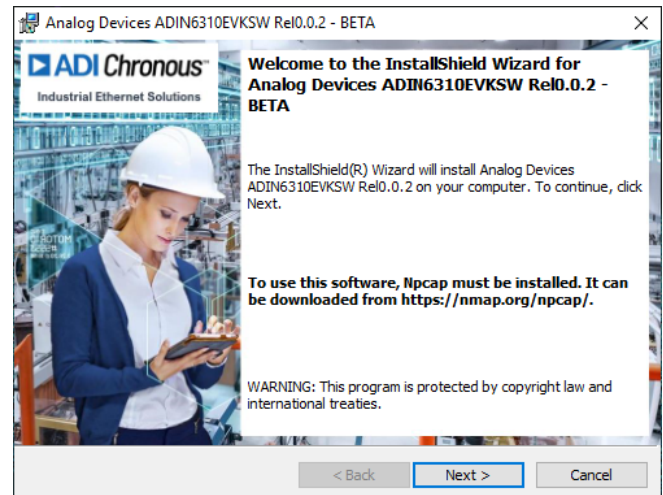 Analog Devices ADIN6310EVKSW Rel0.0.2 - BETA
ADI Chronous™
Industrial Ethernet Solutions
Welcome to the InstallShield Wizard for
Analog Devices ADIN6310EVKSW Rel0.0.2 -
BETA
The InstallShield(R) Wizard will install Analog Devices
ADIN6310EVKSW Rel0.0.2 on your computer. To continue, click
Next.
To use this software, Npcap must be installed. It can
be downloaded from https://nmap.org/npcap/.
WARNING: This program is protected by copyright law and
international treaties.
< Back
Next >
Cancel